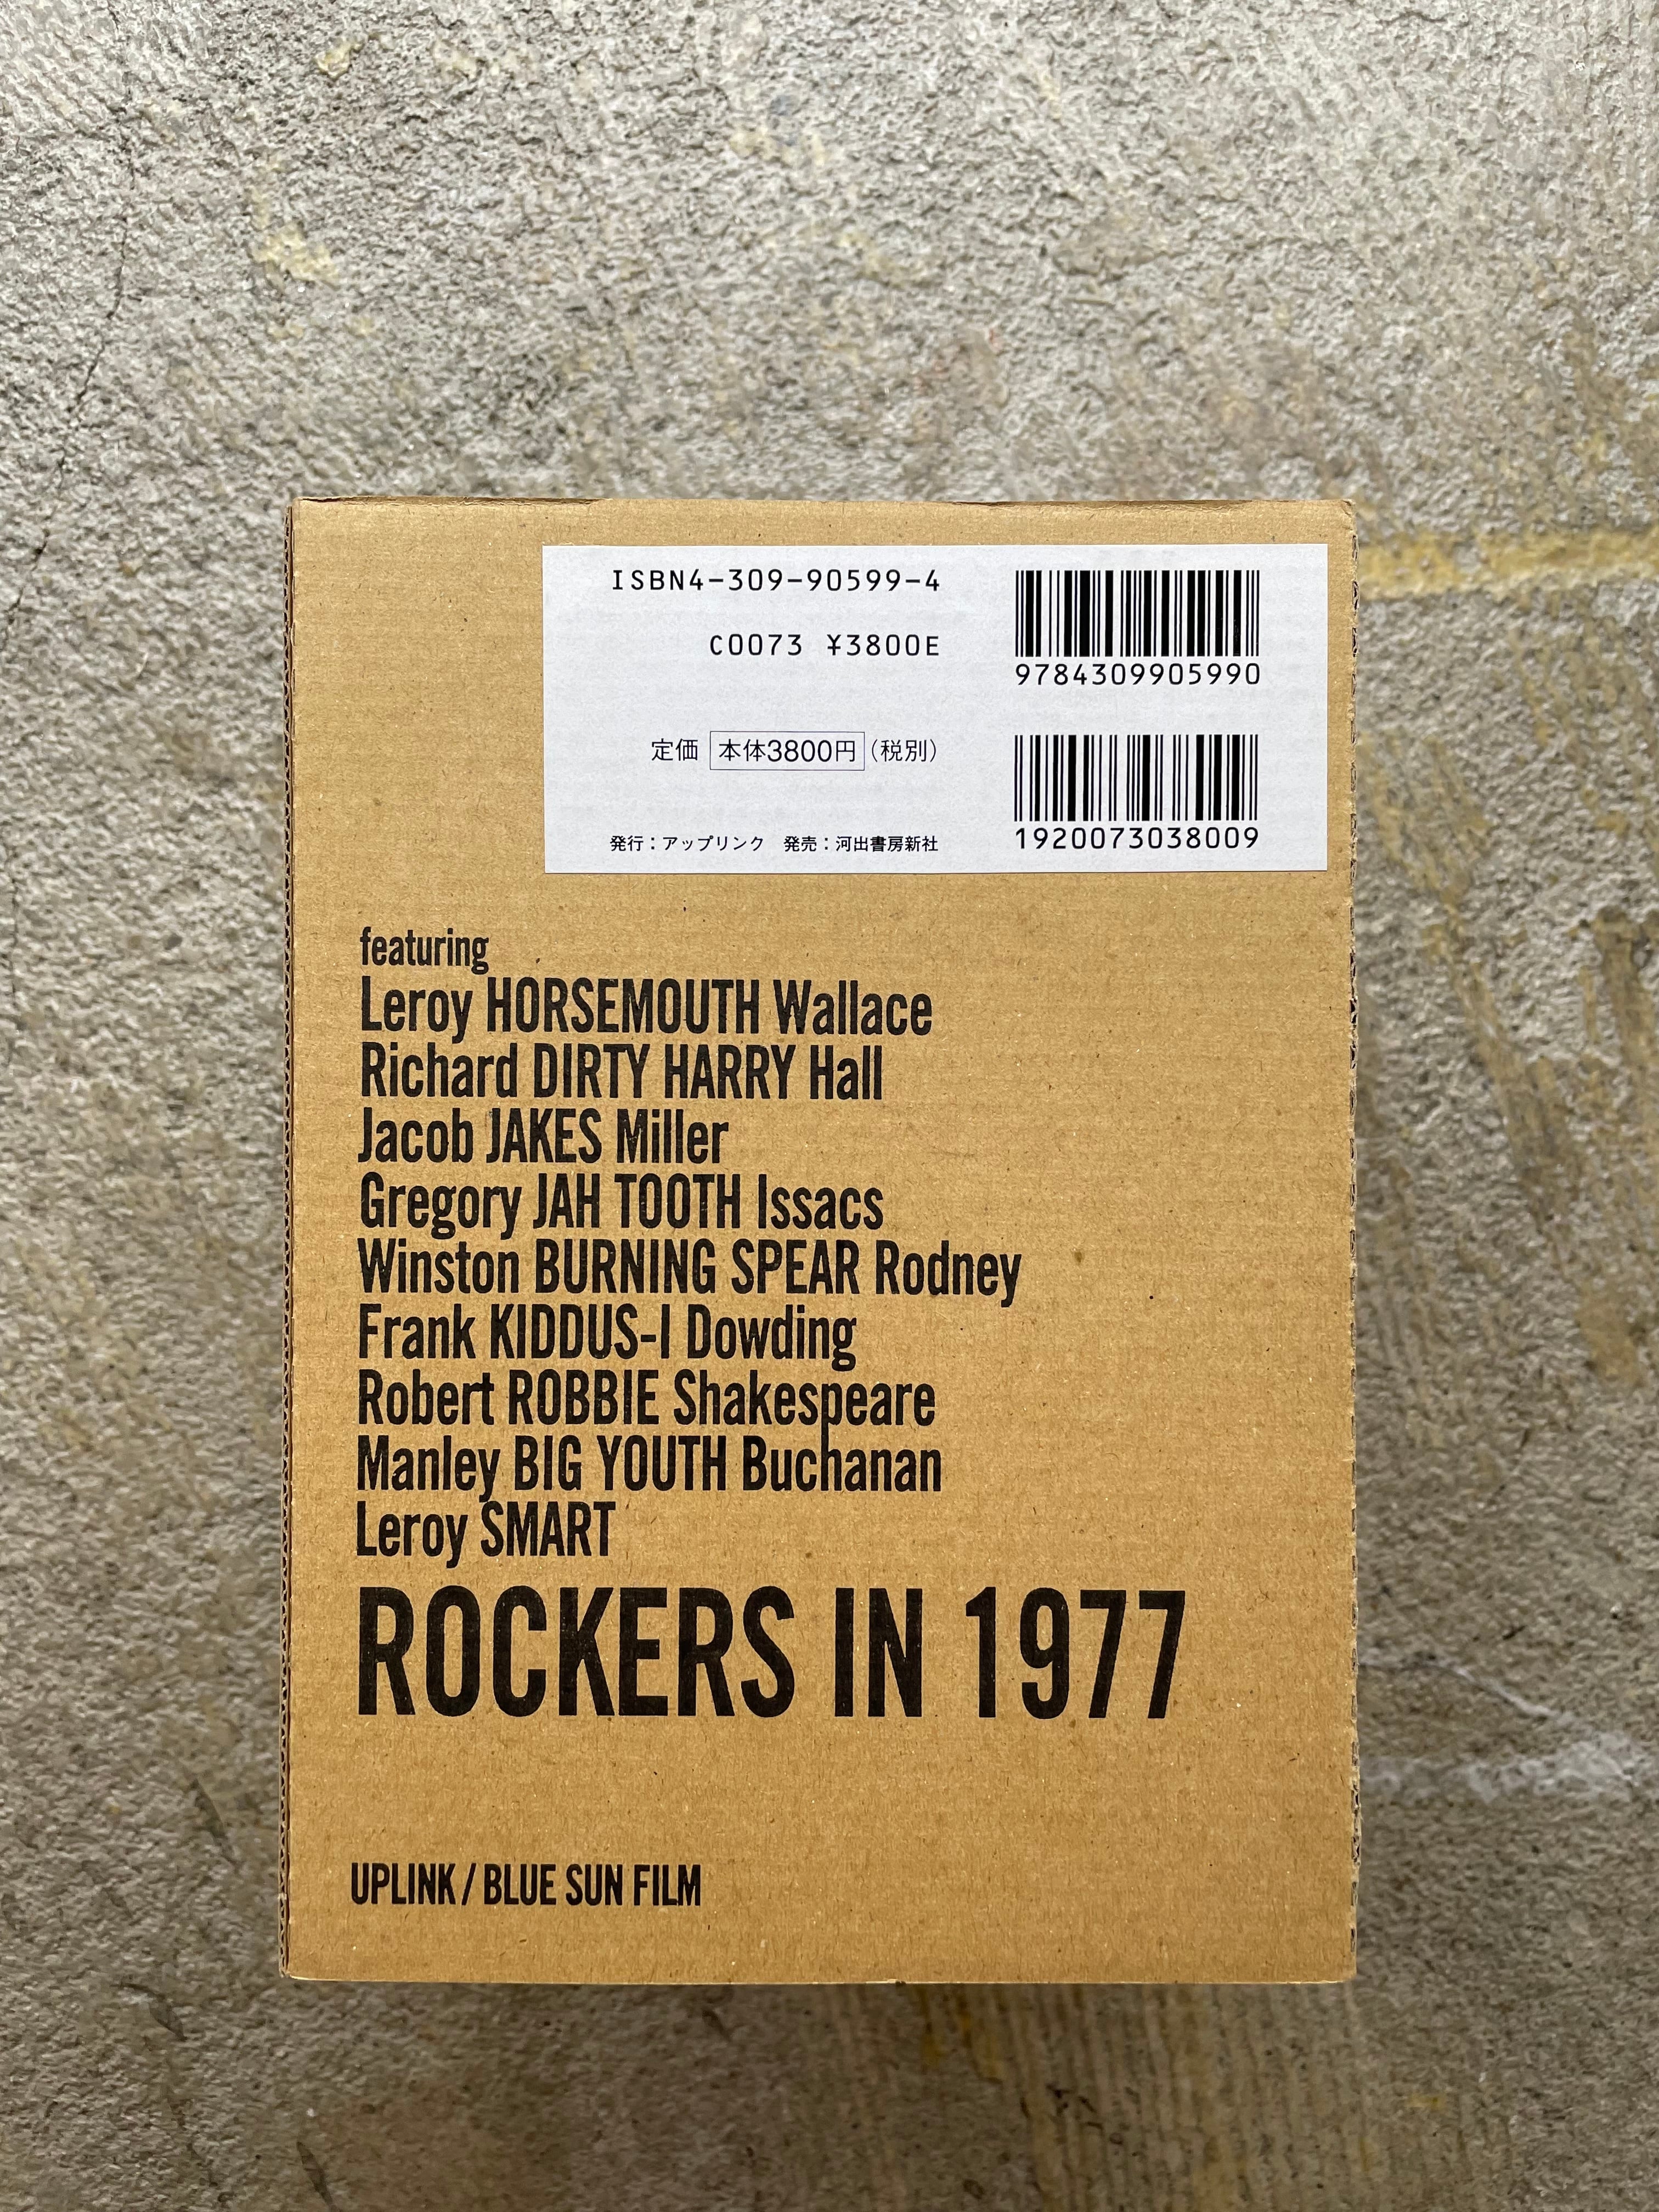 ISBN4-309-90599-4
C0073 ¥3800E
9784309905990
定価 本体3800円(税別)
発行:アップリンク 発売:河出書房新社
1920073038009
featuring
Leroy HORSEMOUTH Wallace
Richard DIRTY HARRY Hall
Jacob JAKES Miller
Gregory JAH TOOTH Issacs
Winston BURNING SPEAR Rodney
Frank KIDDUS-I Dowding
Robert ROBBIE Shakespeare
Manley BIG YOUTH Buchanan
Leroy SMART
ROCKERS IN 1977
UPLINK / BLUE SUN FILM